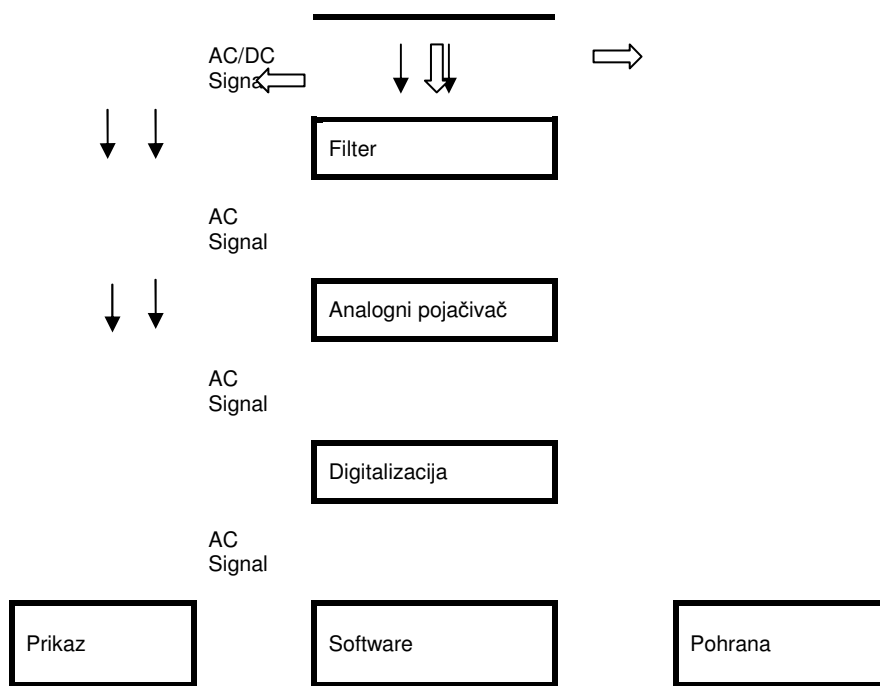 AC/DC
Signal
Filter
AC
Signal
Analogni pojačivač
AC
Signal
Digitalizacija
AC
Signal
Prikaz
Software
Pohrana